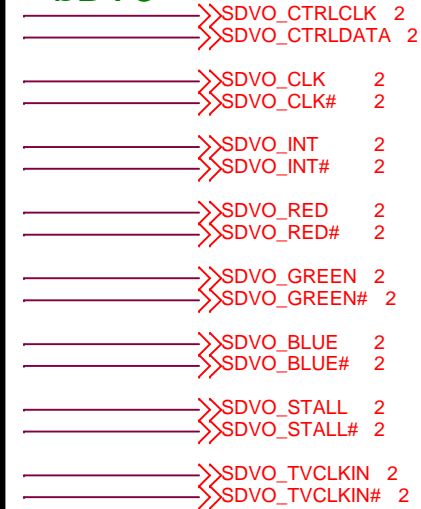 SDVO_CTRLCLK 2
SDVO_CTRLDATA 2
SDVO_CLK 2
SDVO_CLK# 2
SDVO_INT 2
SDVO_INT# 2
SDVO_RED 2
SDVO_RED# 2
SDVO_GREEN 2
SDVO_GREEN# 2
SDVO_BLUE 2
SDVO_BLUE# 2
SDVO_STALL 2
SDVO_STALL# 2
SDVO_TVCLKIN 2
SDVO_TVCLKIN# 2